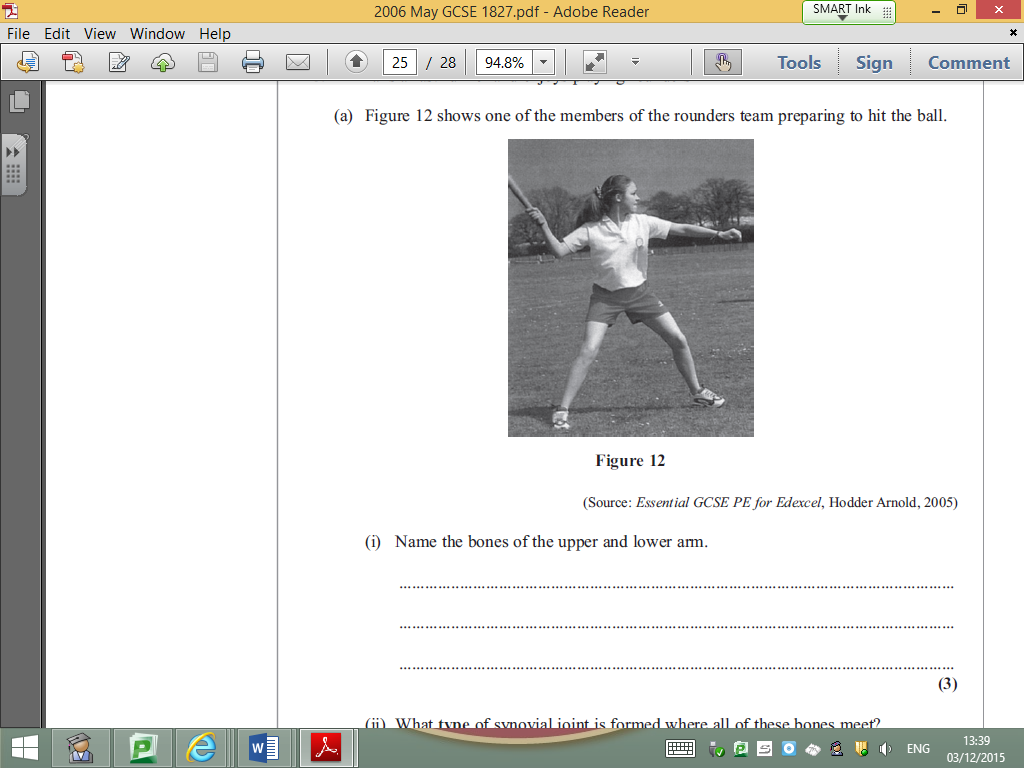 2006 May GCSE 1827.pdf - Adobe Reader
SMART Ink
File Edit View Window Help
25 / 28 94.8% Tools Sign Comment
(a) Figure 12 shows one of the members of the rounders team preparing to hit the ball.
Figure 12
(Source: Essential GCSE PE for Edexcel, Hodder Arnold, 2005)
(i) Name the bones of the upper and lower arm.
(3)
(ii) What type of synovial joint is formed where all of these bones meet?
ENG
13:39
03/12/2015